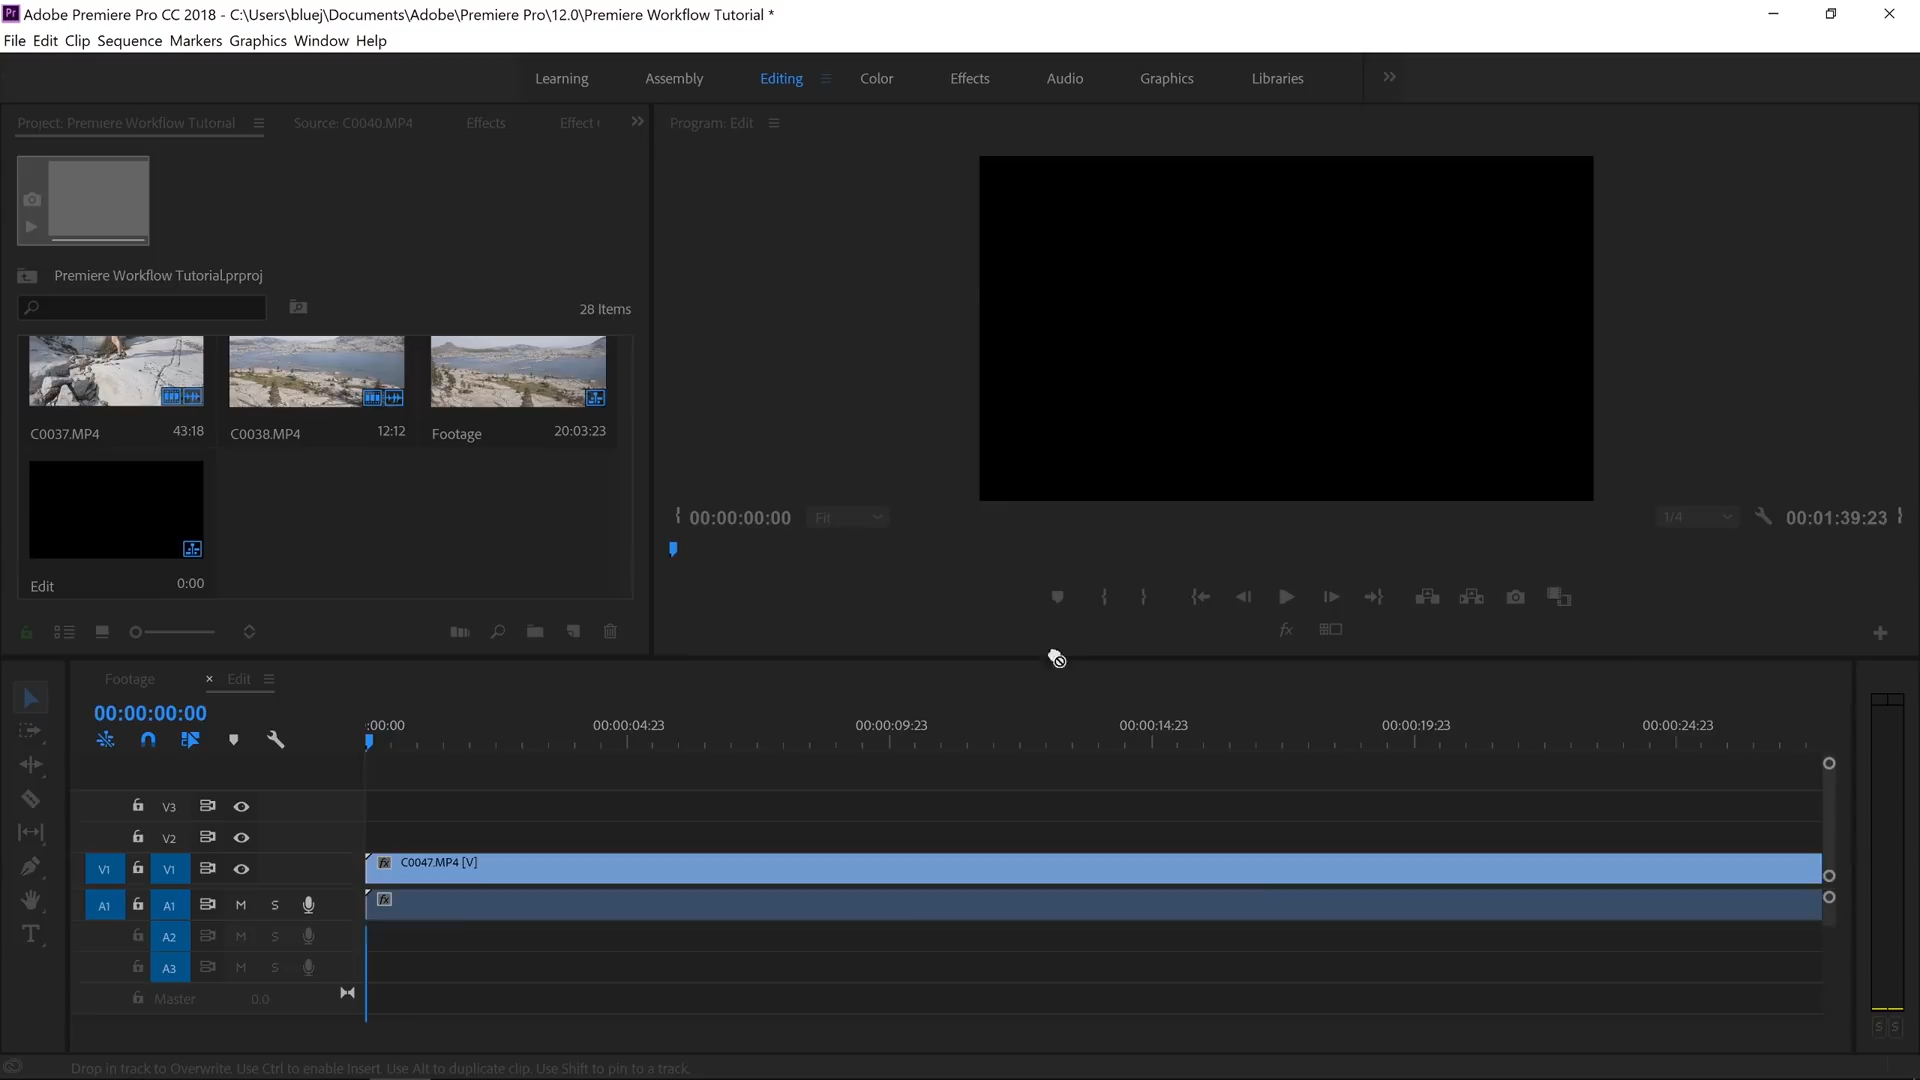 Pr Adobe Premiere Pro CC 2018 - C:\Users\bluej\Documents\Adobe\Premiere Pro\12.0\Premiere Workflow Tutorial *
File Edit Clip Sequence Markers Graphics Window Help
Learning Assembly Editing Color Effects Audio Graphics Libraries
Project: Premiere Workflow Tutorial Source: C0040.MP4 Effects Effect
Program: Edit
Premiere Workflow Tutorial.prproj
28 Items
C0037.MP4 43:18 C0038.MP4 12:12 Footage 20:03:23
Edit 0:00
00:00:00:00 Fit 1/4 00:01:39:23
fx
Footage × Edit
00:00:00:00
:00:00 00:00:04:23 00:00:09:23 00:00:14:23 00:00:19:23 00:00:24:23
V3
V2
V1 V1 fx C0047.MP4 [V]
A1 A1 M S fx
A2 M S
A3 M S
Master 0.0
S S
Drop in track to Overwrite. Use Ctrl to enable Insert. Use Alt to duplicate clip. Use Shift to pin to a track.